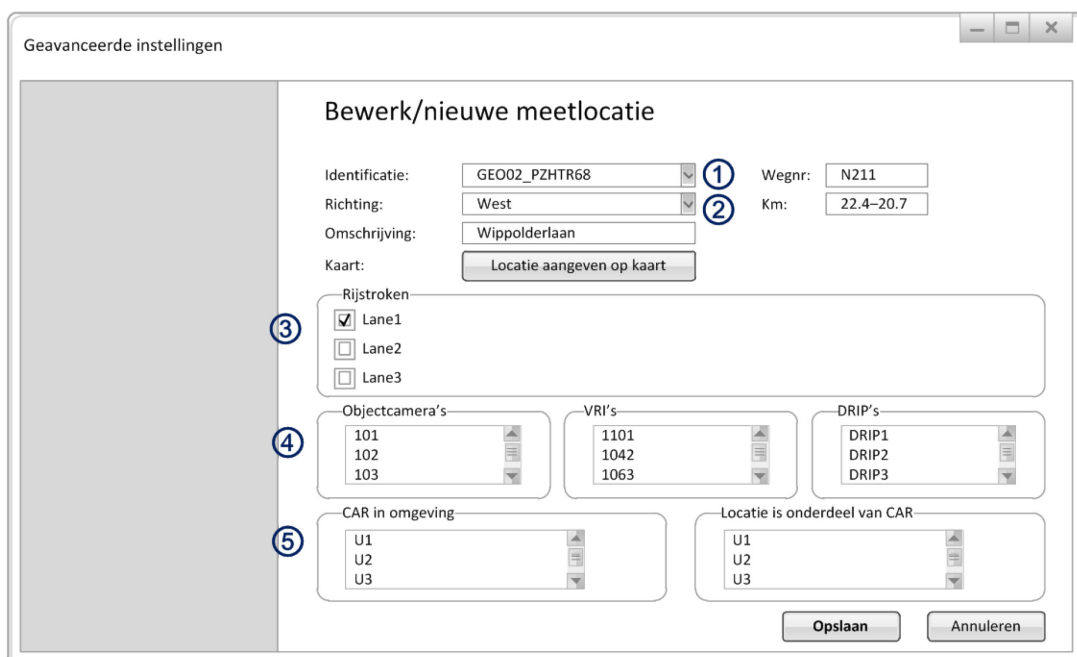 Geavanceerde instellingen
Bewerk/nieuwe meetlocatie
Identificatie: GEO02_PZHTR68 1 Wegnr: N211
Richting: West 2 Km: 22.4–20.7
Omschrijving: Wippolderlaan
Kaart: Locatie aangeven op kaart
Rijstroken
3 Lane1
Lane2
Lane3
Objectcamera's VRI's DRIP's
101 1101 DRIP1
4 102 1042 DRIP2
103 1063 DRIP3
CAR in omgeving Locatie is onderdeel van CAR
5 U1 U1
U2 U2
U3 U3
Opslaan Annuleren